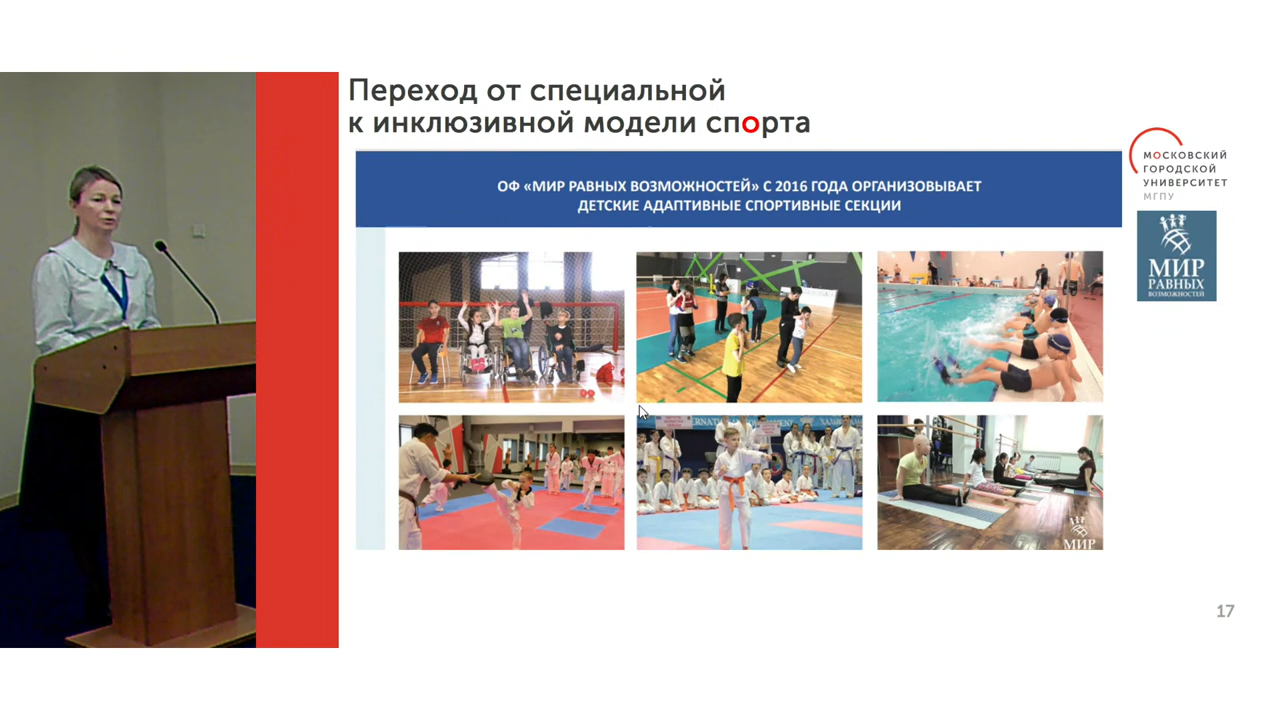 Переход от специальной
к инклюзивной модели спорта
МОСКОВСКИЙ
ГОРОДСКОЙ
УНИВЕРСИТЕТ
МГПУ
ОФ «МИР РАВНЫХ ВОЗМОЖНОСТЕЙ» С 2016 ГОДА ОРГАНИЗОВЫВАЕТ
ДЕТСКИЕ АДАПТИВНЫЕ СПОРТИВНЫЕ СЕКЦИИ
МИР
РАВНЫХ
ВОЗМОЖНОСТЕЙ
МИР
17